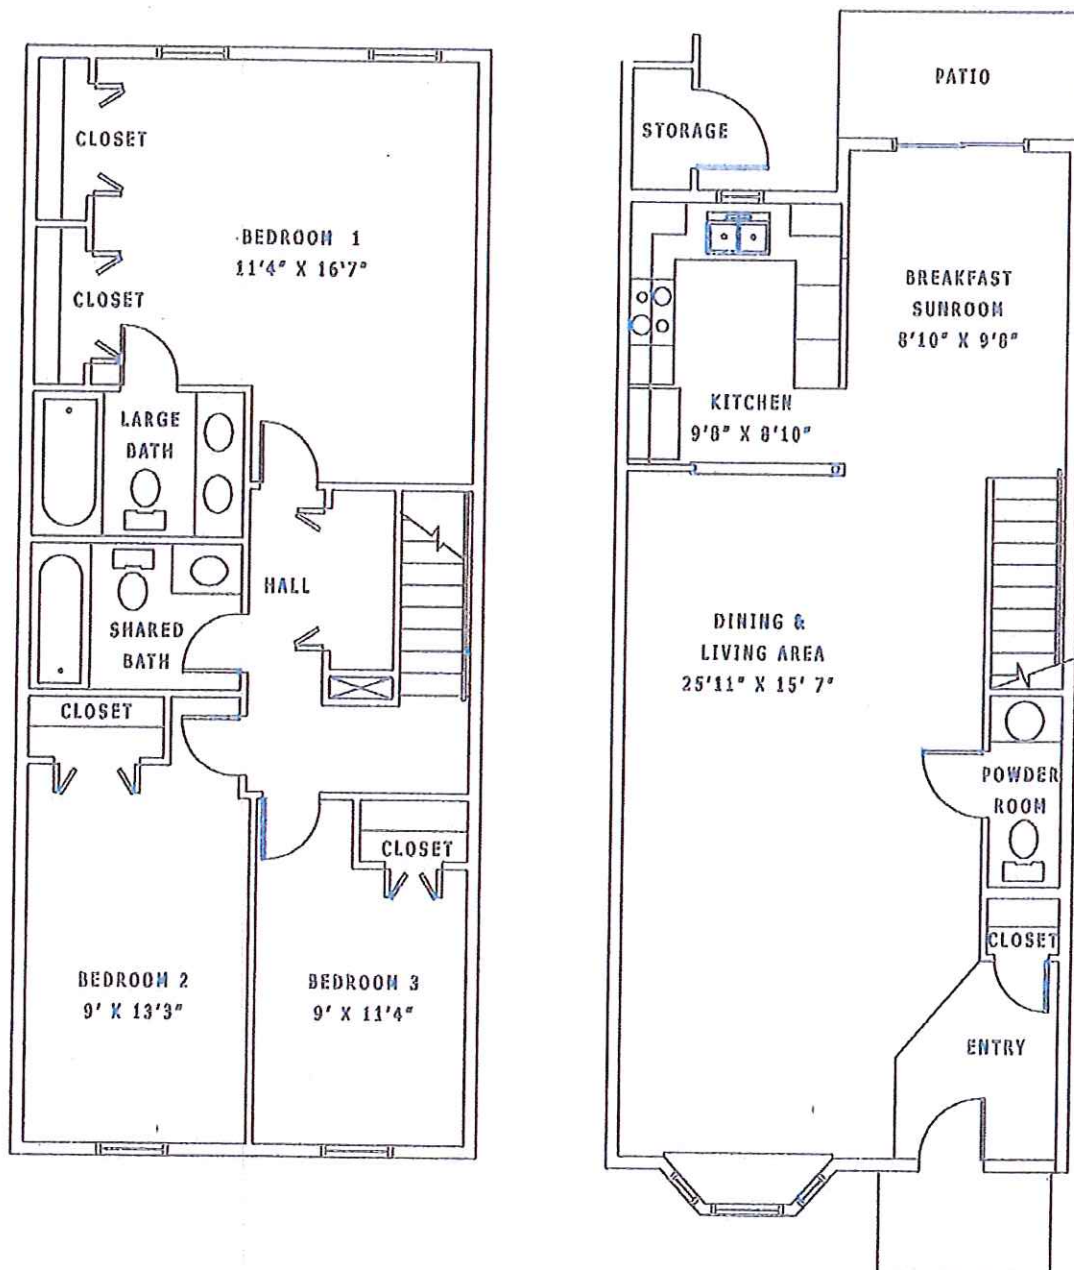 CLOSET
BEDROOM 1
11'4" X 16'7"
CLOSET
LARGE
BATH
HALL
SHARED
BATH
CLOSET
CLOSET
BEDROOM 2
9' X 13'3"
BEDROOM 3
9' X 11'4"
PATIO
STORAGE
BREAKFAST
SUNROOM
8'10" X 9'8"
KITCHEN
9'8" X 8'10"
DINING &
LIVING AREA
25'11" X 15' 7"
POWDER
ROOM
CLOSET
ENTRY